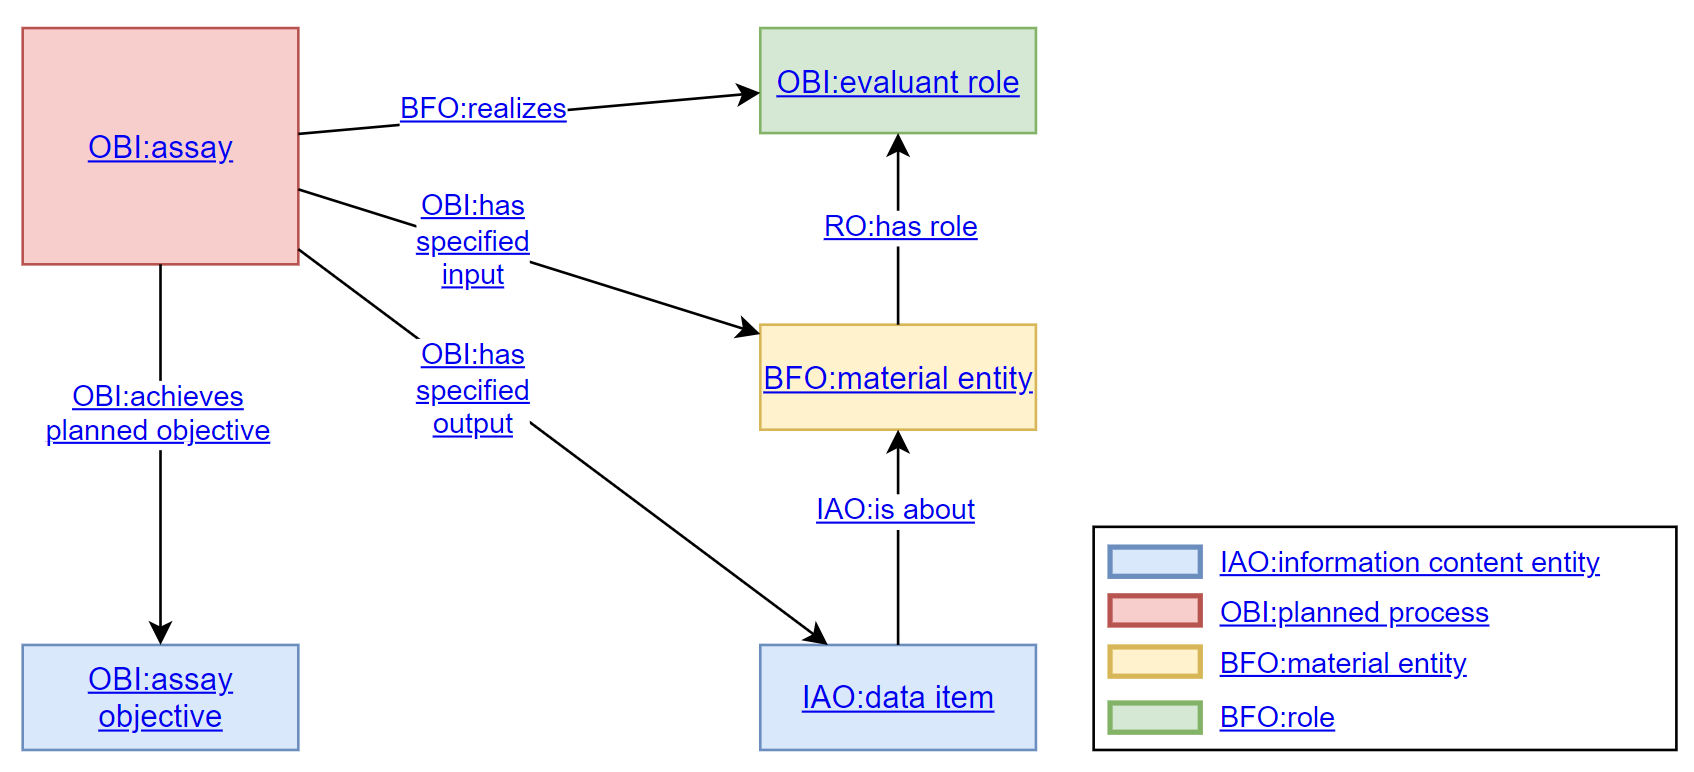 OBI:assay
BFO:realizes
OBI:evaluant role
OBI:has
specified
input
RO:has role
OBI:has
specified
output
BFO:material entity
OBI:achieves
planned objective
IAO:is about
OBI:assay
objective
IAO:data item
IAO:information content entity
OBI:planned process
BFO:material entity
BFO:role